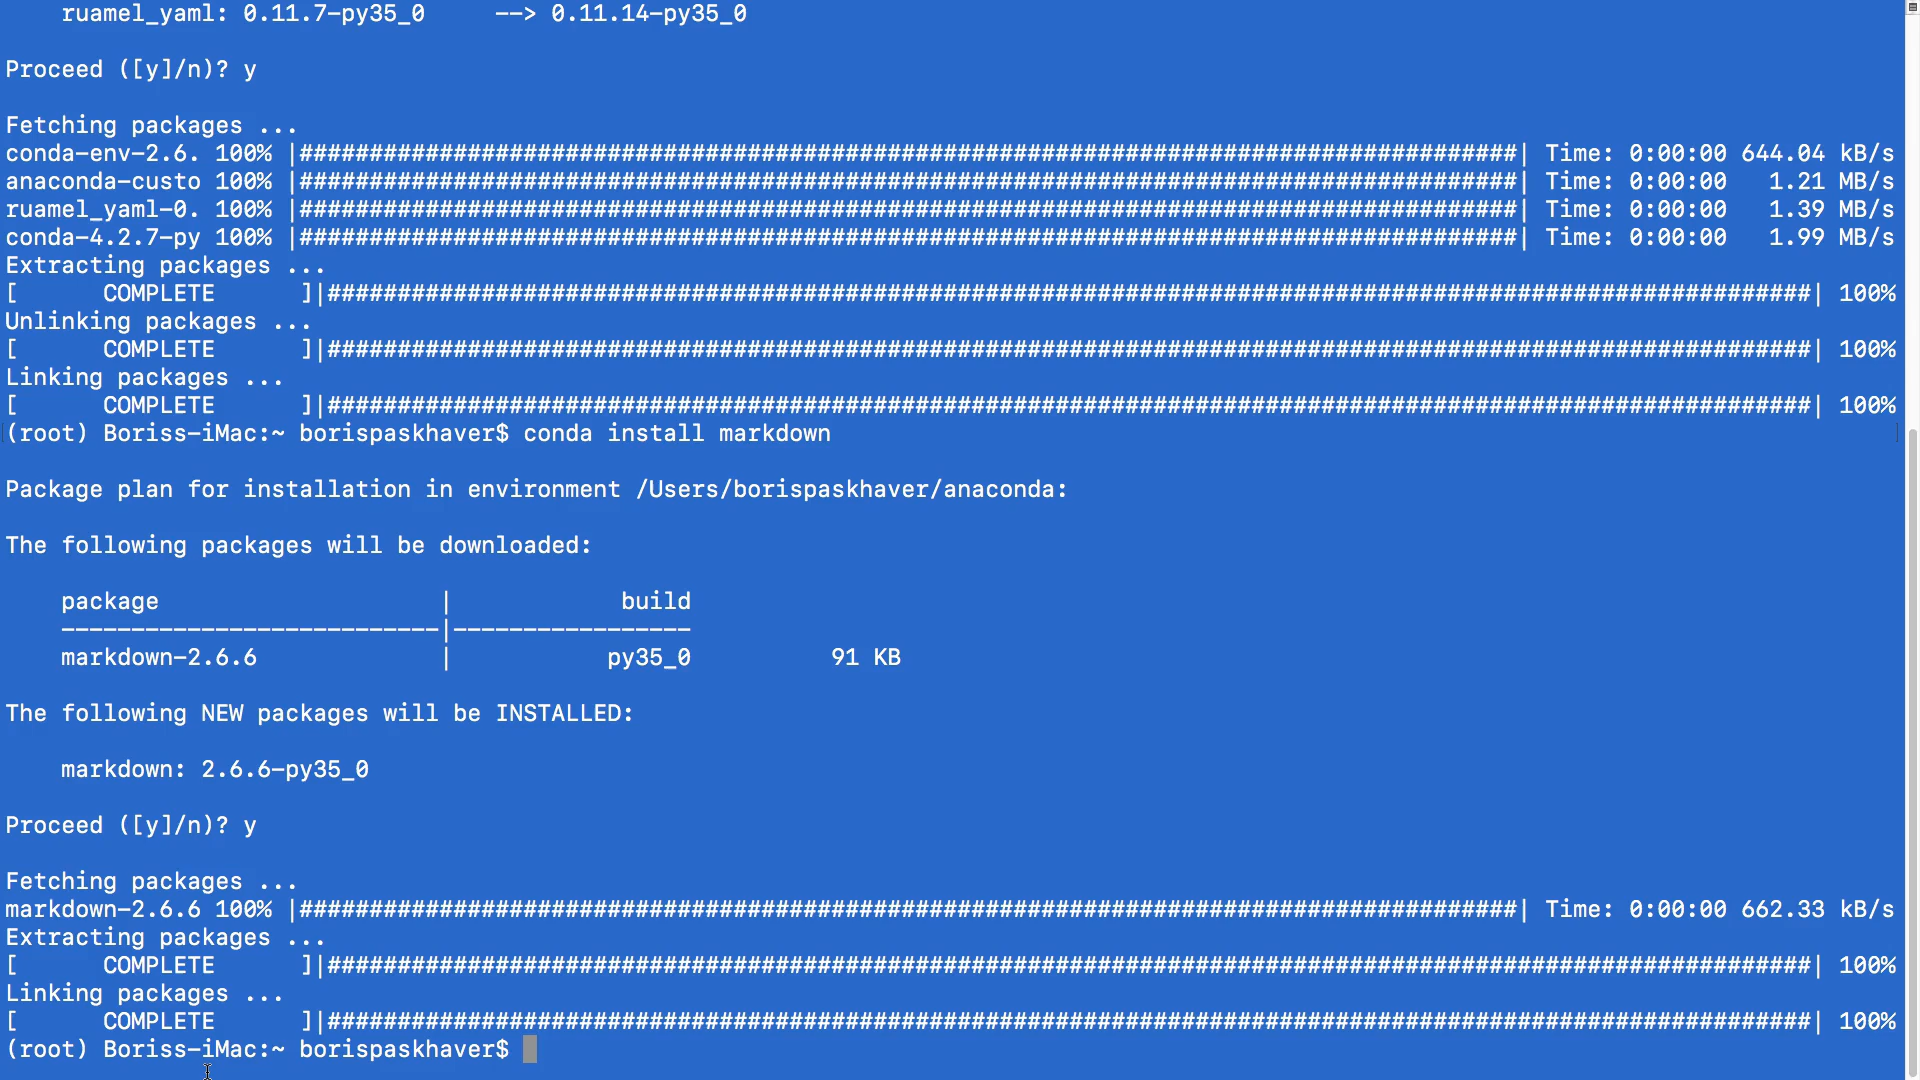 ruamel_yaml: 0.11.7-py35_0     --> 0.11.14-py35_0
Proceed ([y]/n)? y
Fetching packages ...
conda-env-2.6. 100% |#######################################################################################| Time: 0:00:00 644.04 kB/s
anaconda-custo 100% |#######################################################################################| Time: 0:00:00   1.21 MB/s
ruamel_yaml-0. 100% |#######################################################################################| Time: 0:00:00   1.39 MB/s
conda-4.2.7-py 100% |#######################################################################################| Time: 0:00:00   1.99 MB/s
Extracting packages ...
[      COMPLETE      ]|##########################################################################################################| 100%
Unlinking packages ...
[      COMPLETE      ]|##########################################################################################################| 100%
Linking packages ...
[      COMPLETE      ]|##########################################################################################################| 100%
(root) Boriss-iMac:~ borispaskhaver$ conda install markdown
Package plan for installation in environment /Users/borispaskhaver/anaconda:
The following packages will be downloaded:
package                    |            build
---------------------------|-----------------
markdown-2.6.6             |           py35_0          91 KB
The following NEW packages will be INSTALLED:
markdown: 2.6.6-py35_0
Proceed ([y]/n)? y
Fetching packages ...
markdown-2.6.6 100% |#######################################################################################| Time: 0:00:00 662.33 kB/s
Extracting packages ...
[      COMPLETE      ]|##########################################################################################################| 100%
Linking packages ...
[      COMPLETE      ]|##########################################################################################################| 100%
(root) Boriss-iMac:~ borispaskhaver$